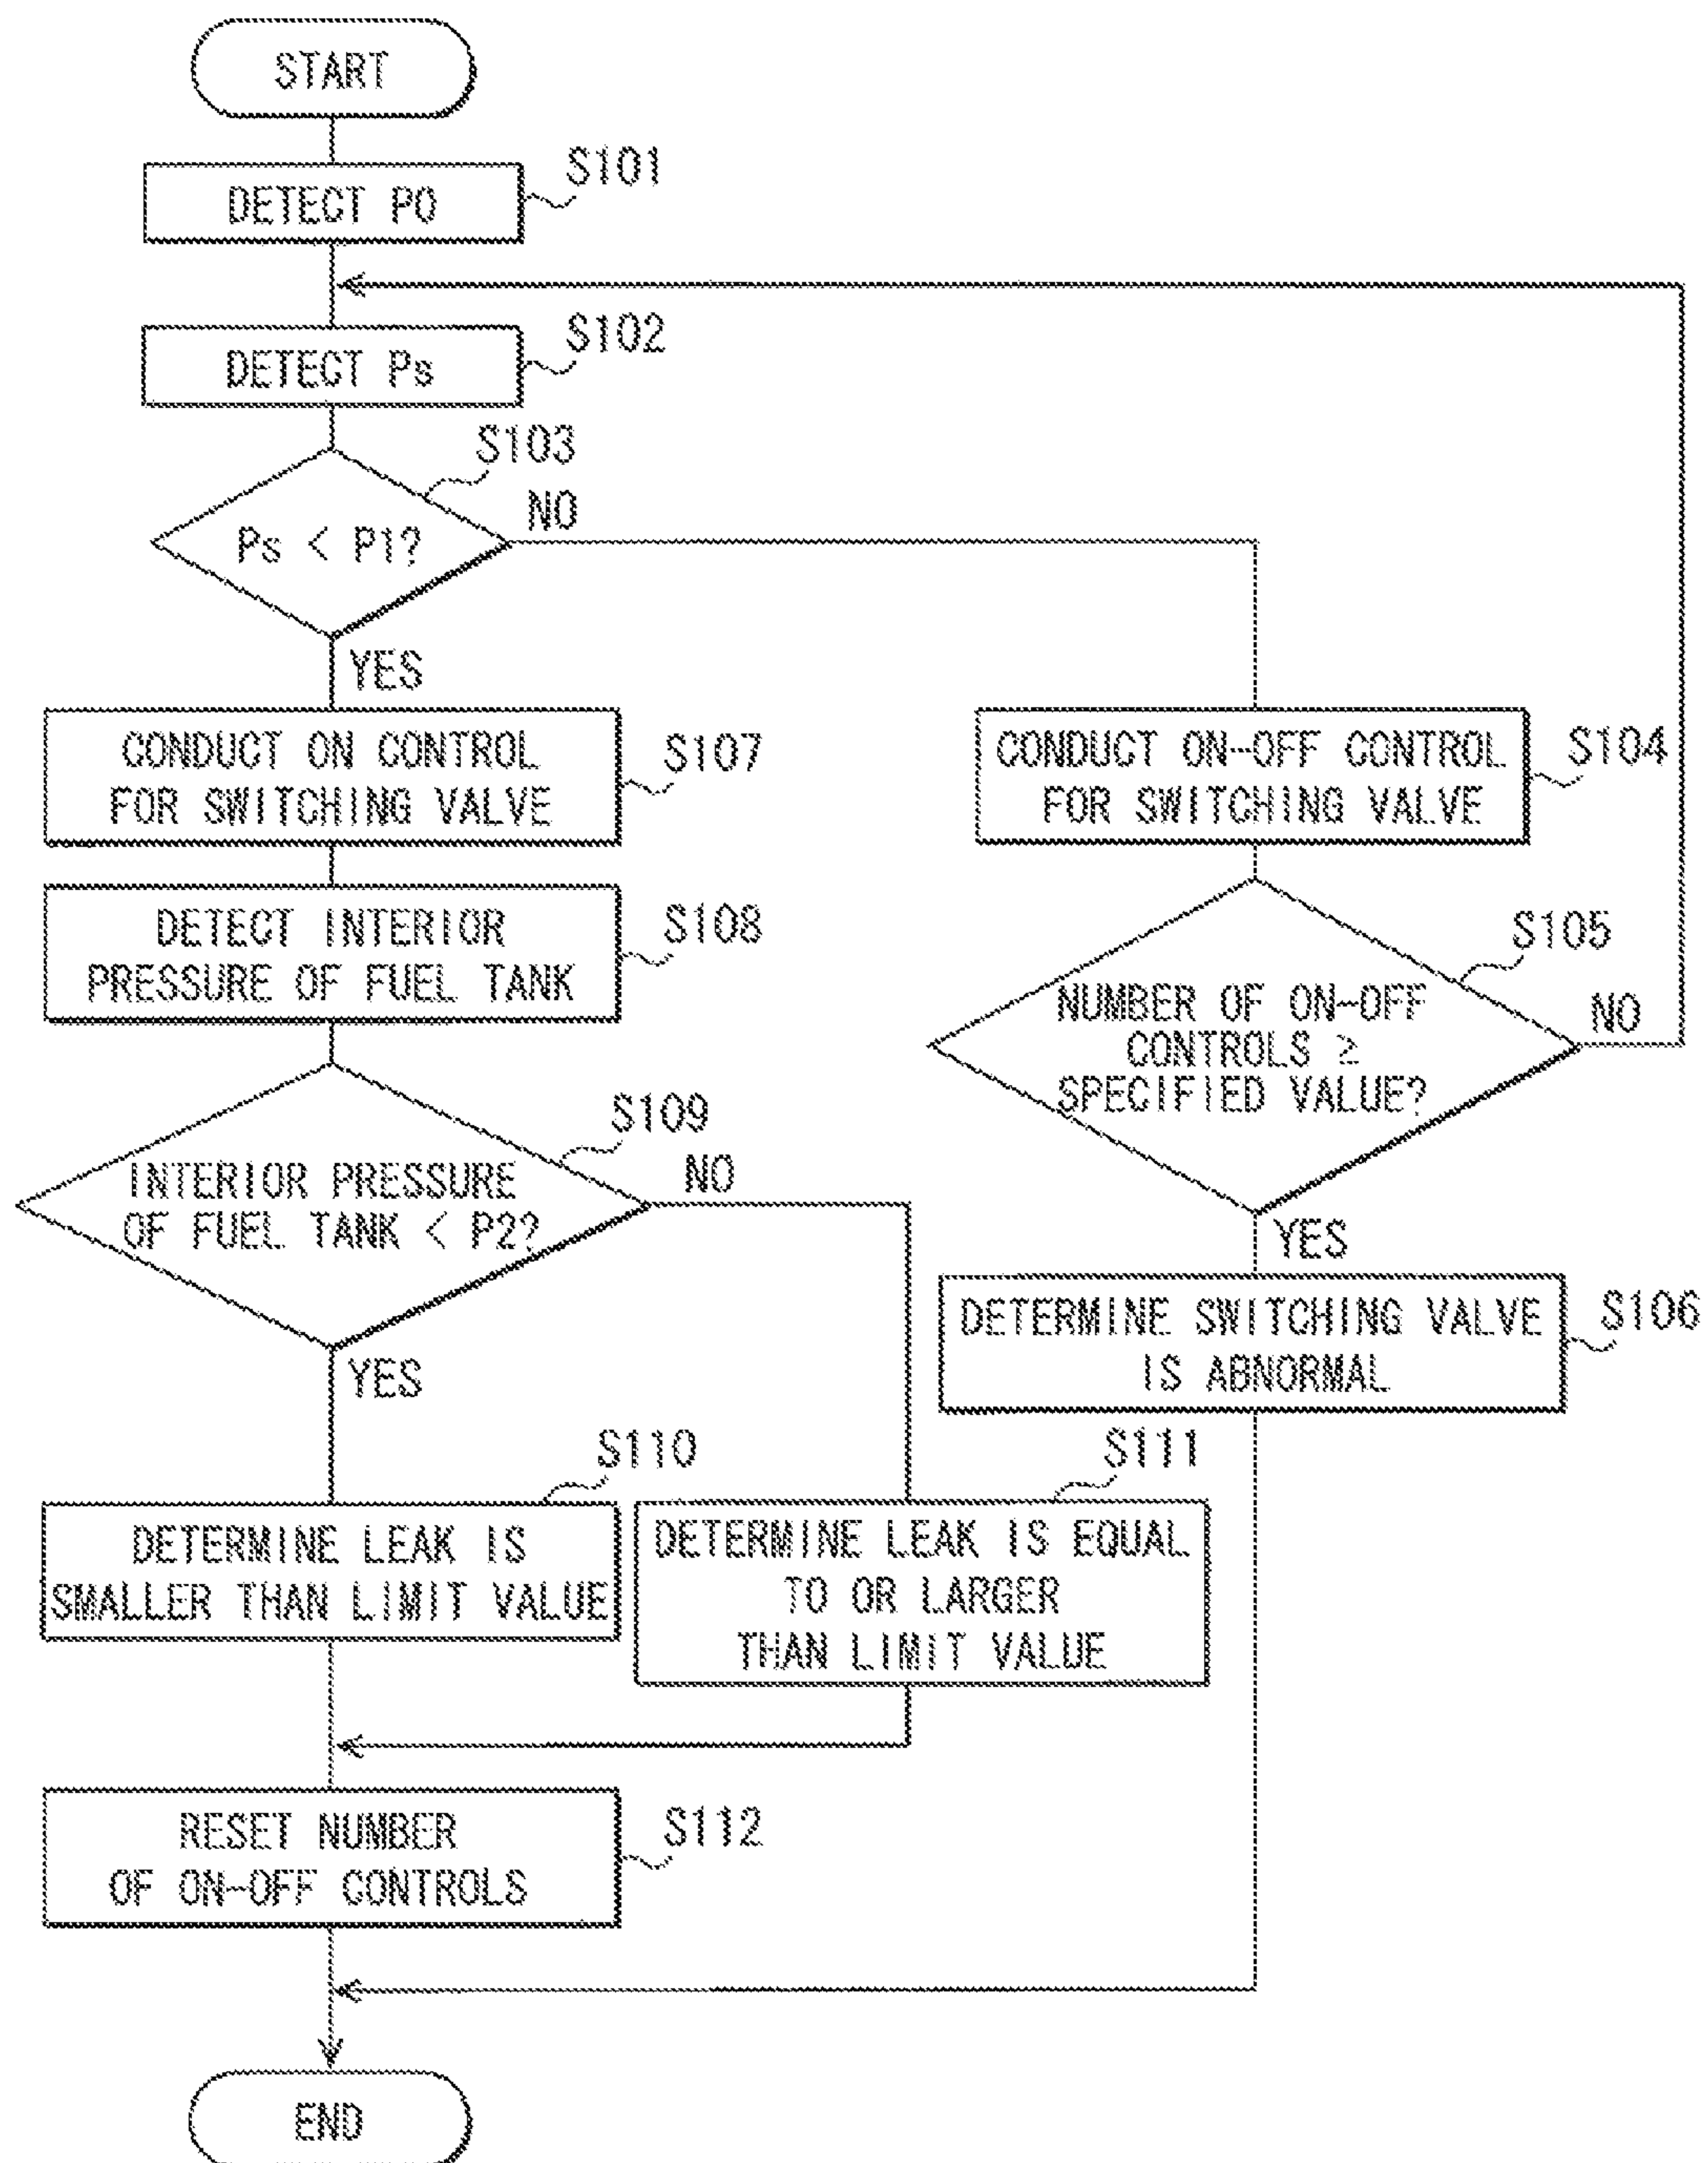 START
DETECT P0
S101
DETECT Ps
S102
S103
Ps < P1?
NO
YES
CONDUCT ON CONTROL
FOR SWITCHING VALVE
S107
CONDUCT ON-OFF CONTROL
FOR SWITCHING VALVE
S104
DETECT INTERIOR
PRESSURE OF FUEL TANK
S108
S105
NUMBER OF ON-OFF
CONTROLS ≥
SPECIFIED VALUE?
NO
YES
S109
INTERIOR PRESSURE
OF FUEL TANK < P2?
NO
YES
DETERMINE SWITCHING VALVE
IS ABNORMAL
S106
S110
DETERMINE LEAK IS
SMALLER THAN LIMIT VALUE
S111
DETERMINE LEAK IS EQUAL
TO OR LARGER
THAN LIMIT VALUE
RESET NUMBER
OF ON-OFF CONTROLS
S112
END